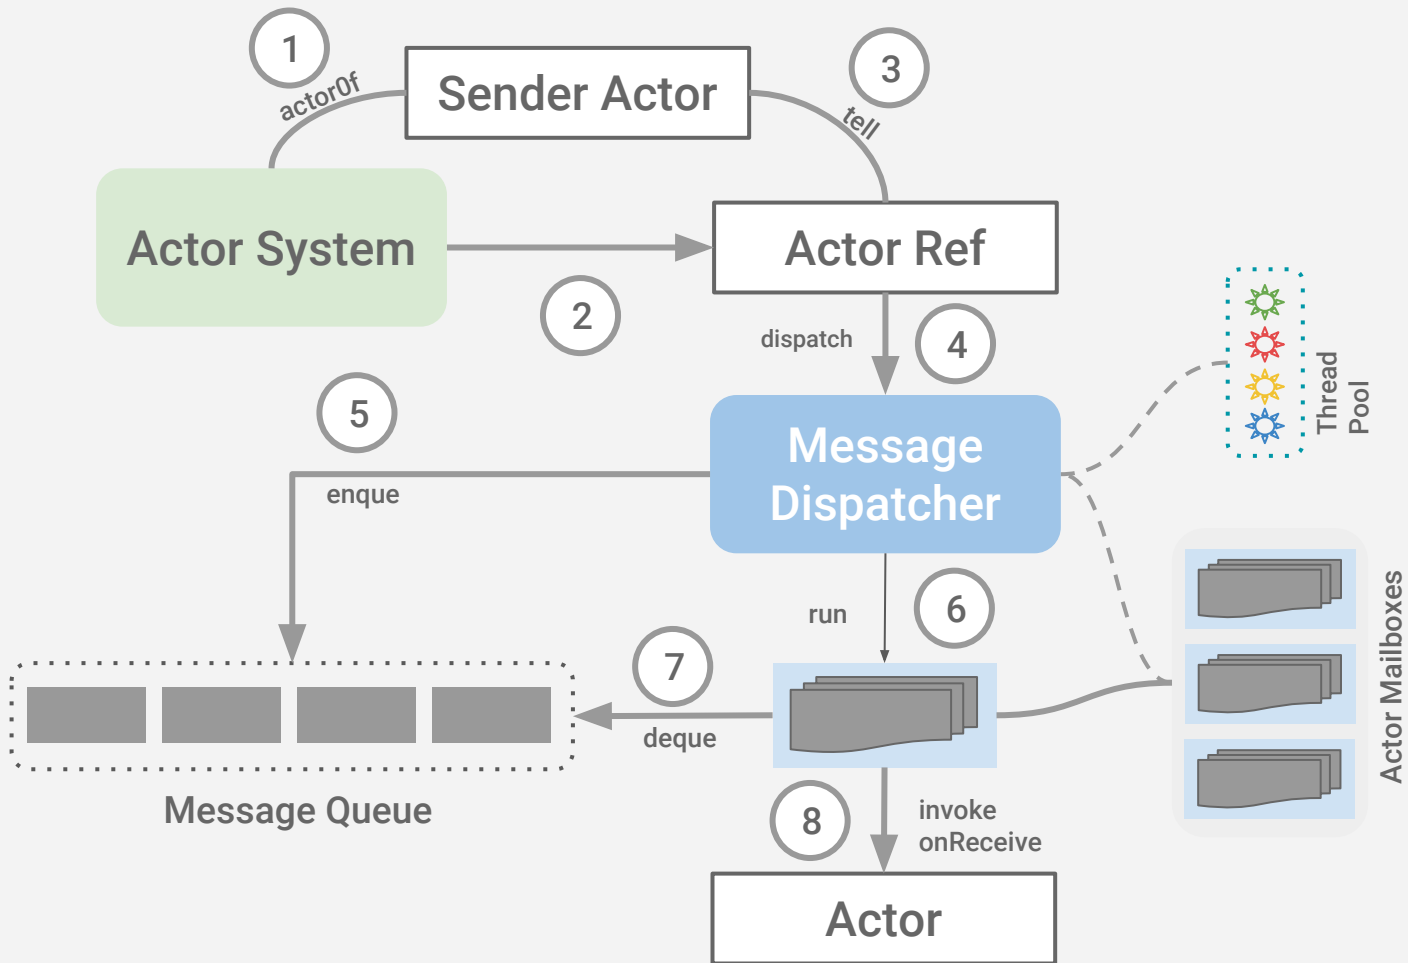 1
actor0f
Sender Actor
3
tell
Actor System
2
Actor Ref
dispatch
4
Thread
Pool
5
enque
Message
Dispatcher
run
6
7
deque
Message Queue
Actor Mailboxes
8
invoke
onReceive
Actor